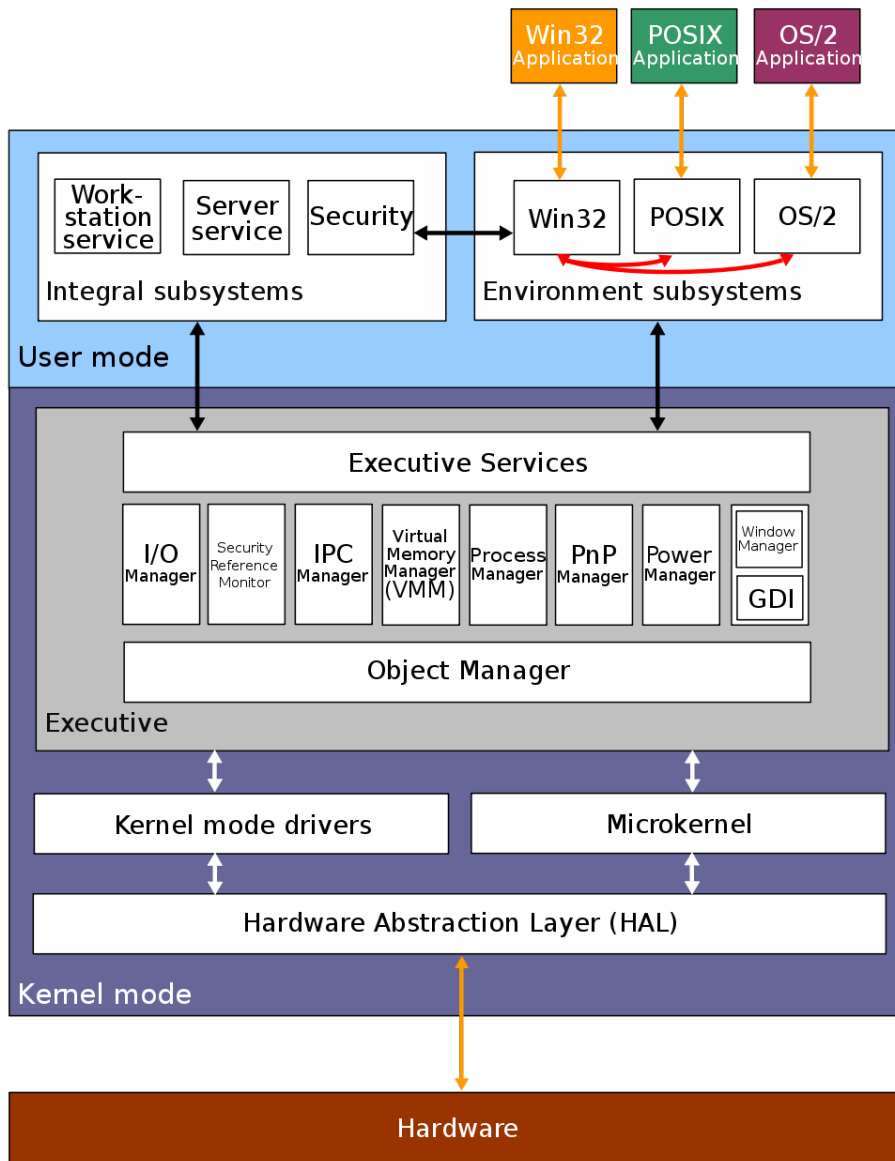 Win32
Application
POSIX
Application
OS/2
Application
Work-
station
service
Server
service
Security
Integral subsystems
Win32
POSIX
OS/2
Environment subsystems
User mode
Executive Services
I/O
Manager
Security
Reference
Monitor
IPC
Manager
Virtual
Memory
Manager
(VMM)
Process
Manager
PnP
Manager
Power
Manager
Window
Manager
GDI
Object Manager
Executive
Kernel mode drivers
Microkernel
Hardware Abstraction Layer (HAL)
Kernel mode
Hardware